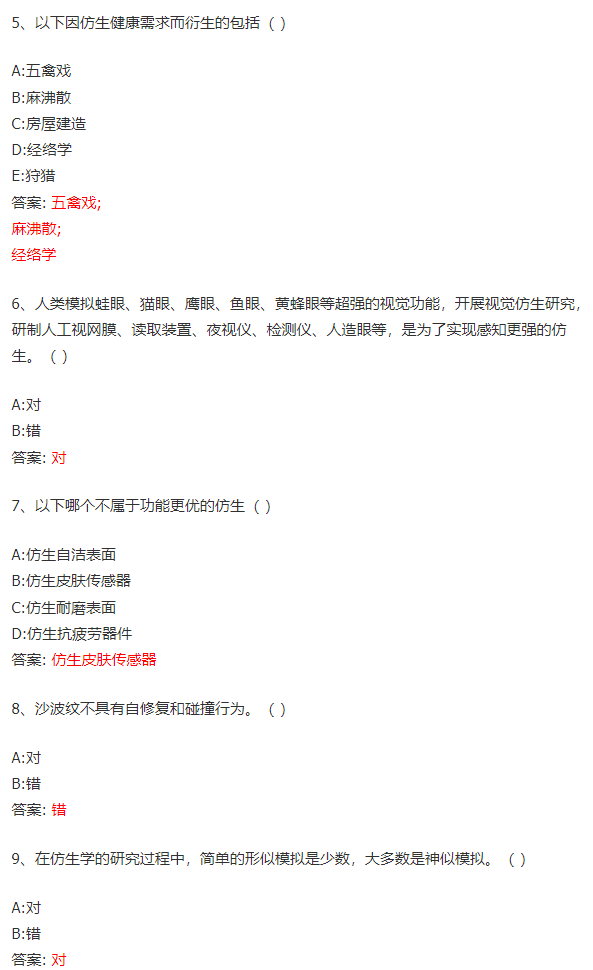 5、以下因仿生健康需求而衍生的包括（ ）
A:五禽戏
B:麻沸散
C:房屋建造
D:经络学
E:狩猎
答案: 五禽戏;
麻沸散;
经络学
6、人类模拟蛙眼、猫眼、鹰眼、鱼眼、黄蜂眼等超强的视觉功能，开展视觉仿生研究，
研制人工视网膜、读取装置、夜视仪、检测仪、人造眼等，是为了实现感知更强的仿
生。（ ）
A:对
B:错
答案: 对
7、以下哪个不属于功能更优的仿生（ ）
A:仿生自洁表面
B:仿生皮肤传感器
C:仿生耐磨表面
D:仿生抗疲劳器件
答案: 仿生皮肤传感器
8、沙波纹不具有自修复和碰撞行为。（ ）
A:对
B:错
答案: 错
9、在仿生学的研究过程中，简单的形似模拟是少数，大多数是神似模拟。（ ）
A:对
B:错
答案: 对